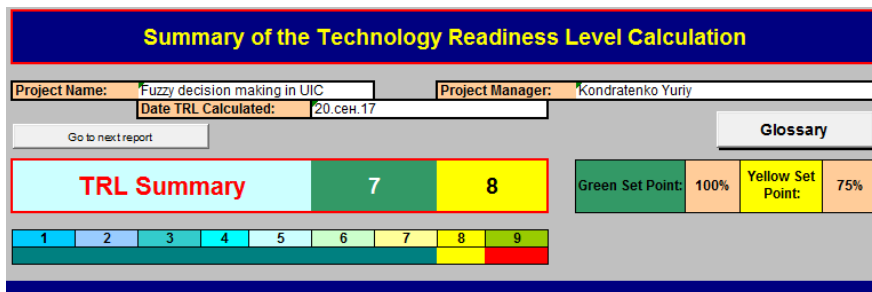 Summary of the Technology Readiness Level Calculation
Project Name: Fuzzy decision making in UIC Project Manager: Kondratenko Yuriy
Date TRL Calculated: 20.сен.17
Go to next report Glossary
TRL Summary 7 8 Green Set Point: 100% Yellow Set Point: 75%
1 2 3 4 5 6 7 8 9